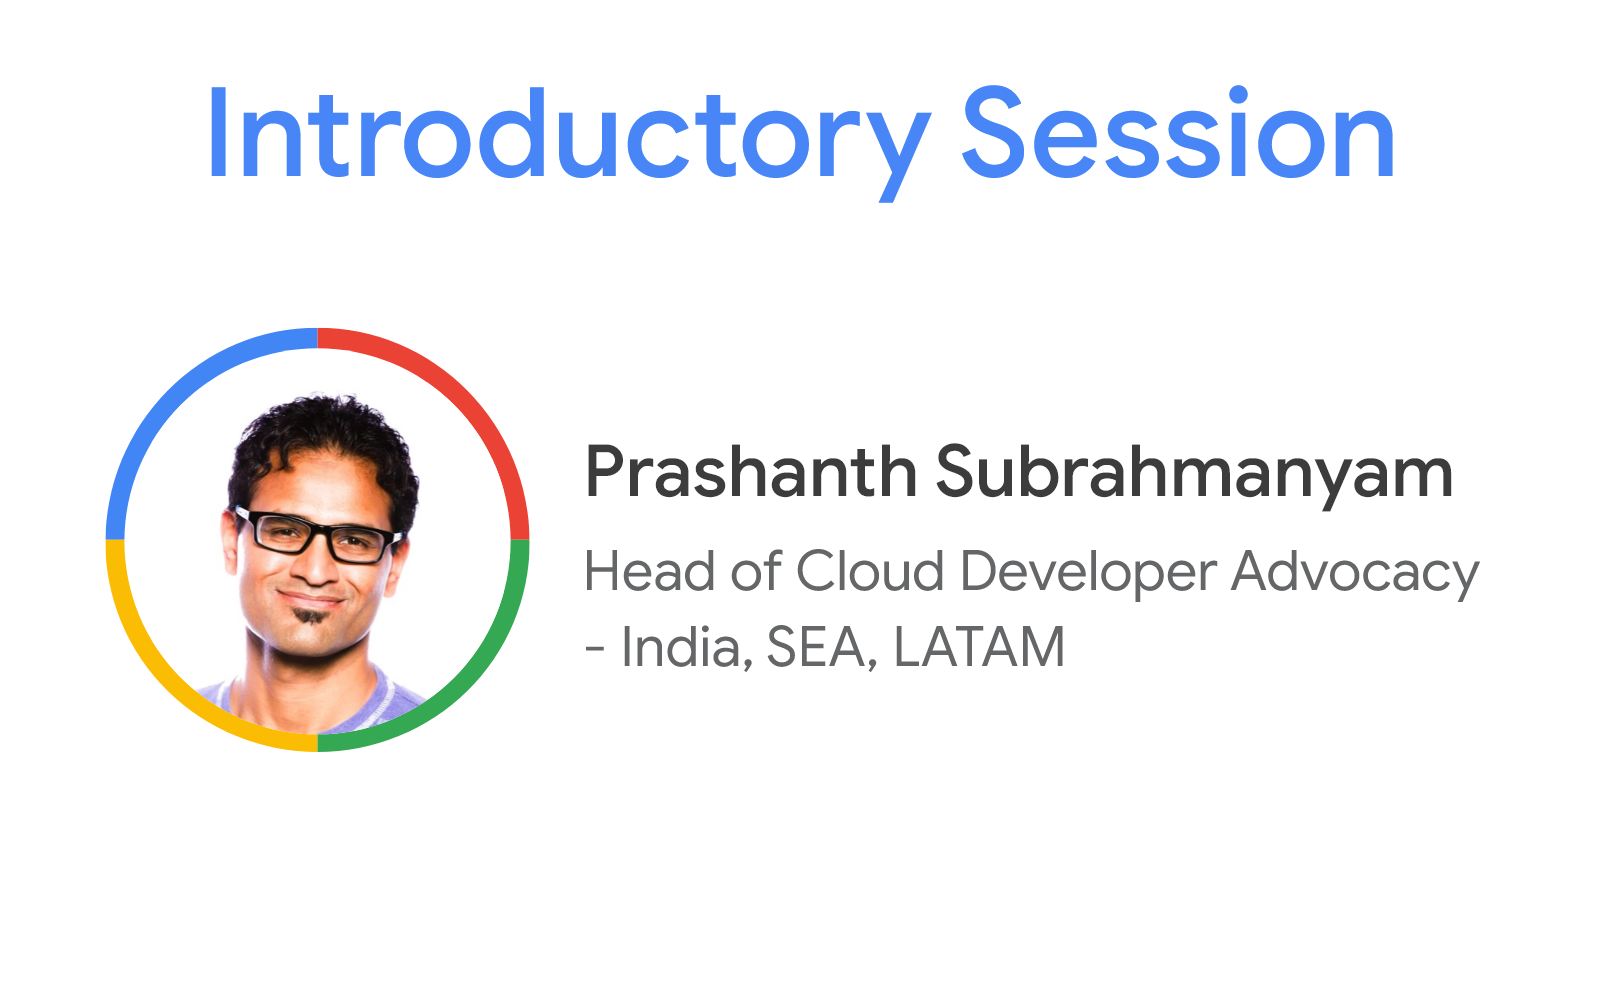 Introductory Session
Prashanth Subrahmanyam
Head of Cloud Developer Advocacy
- India, SEA, LATAM